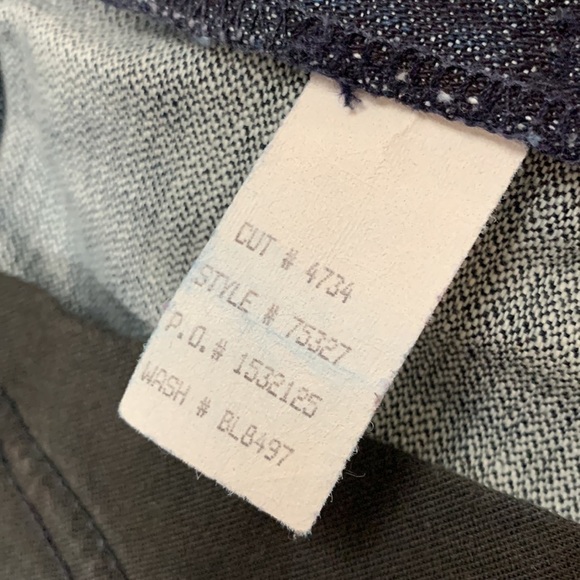 CUT # 4734
STYLE # 75327
P.O.# 1532125
WASH # BL8497